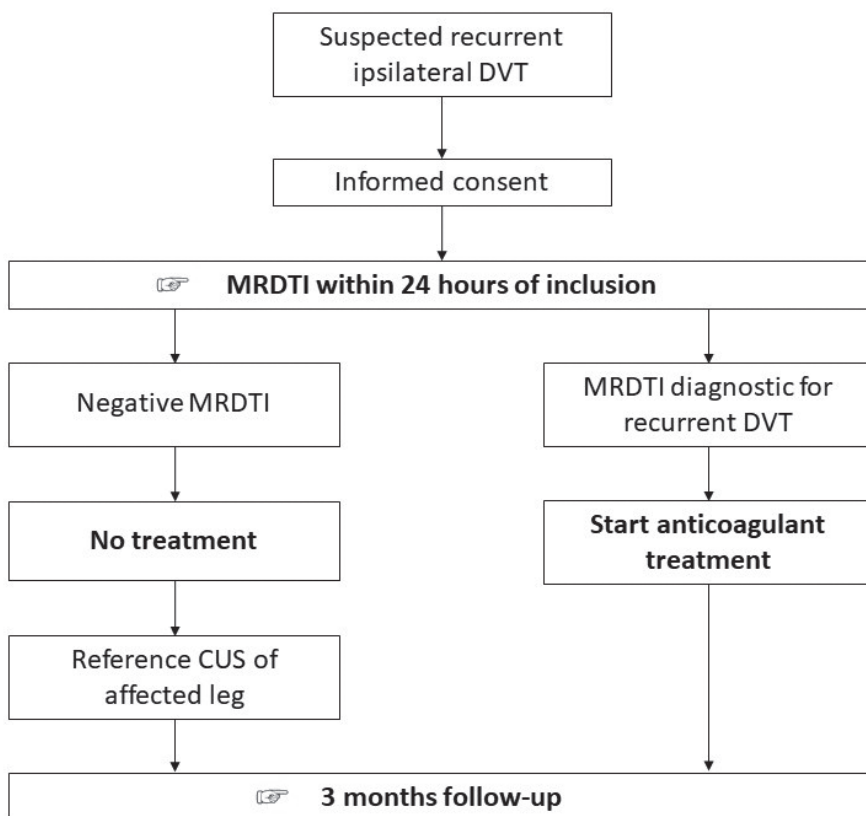 Suspected recurrent
ipsilateral DVT
Informed consent
☞ MRDTI within 24 hours of inclusion
Negative MRDTI
MRDTI diagnostic for
recurrent DVT
No treatment
Start anticoagulant
treatment
Reference CUS of
affected leg
☞ 3 months follow-up